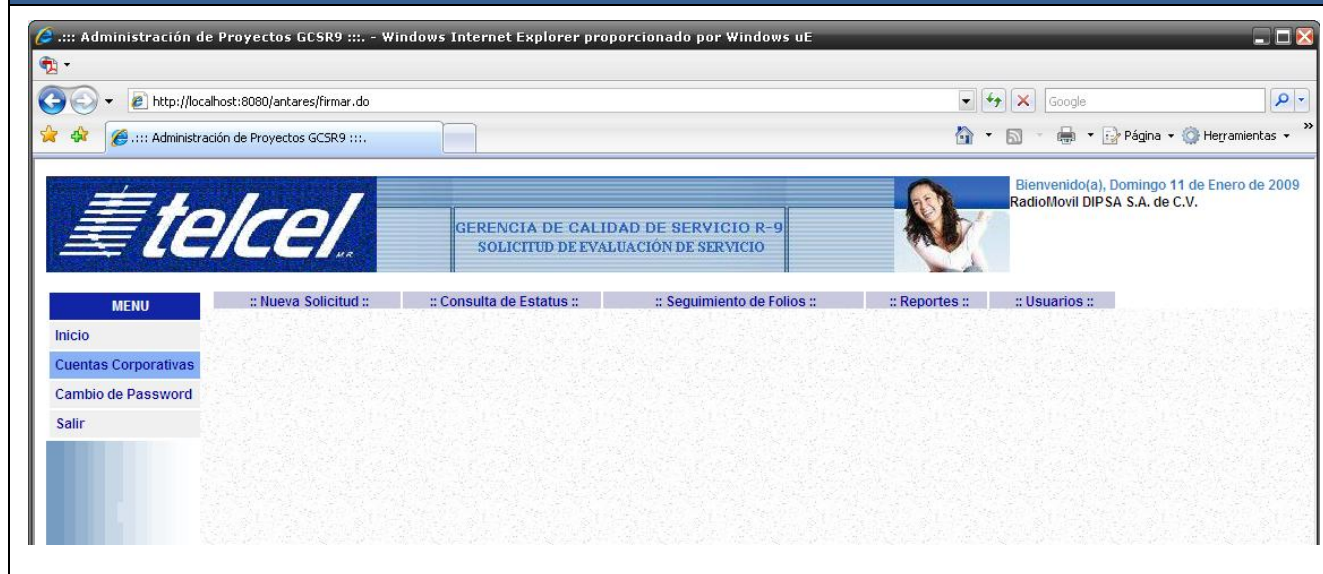 .::: Administración de Proyectos GCSR9 :::. - Windows Internet Explorer proporcionado por Windows uE
http://localhost:8080/antares/firmar.do
Google
.::: Administración de Proyectos GCSR9 :::.
Página
Herramientas
»
telcel M.R.
GERENCIA DE CALIDAD DE SERVICIO R-9
SOLICITUD DE EVALUACIÓN DE SERVICIO
Bienvenido(a), Domingo 11 de Enero de 2009
RadioMovil DIPSA S.A. de C.V.
MENU
:: Nueva Solicitud :: :: Consulta de Estatus :: :: Seguimiento de Folios :: :: Reportes :: :: Usuarios ::
Inicio
Cuentas Corporativas
Cambio de Password
Salir